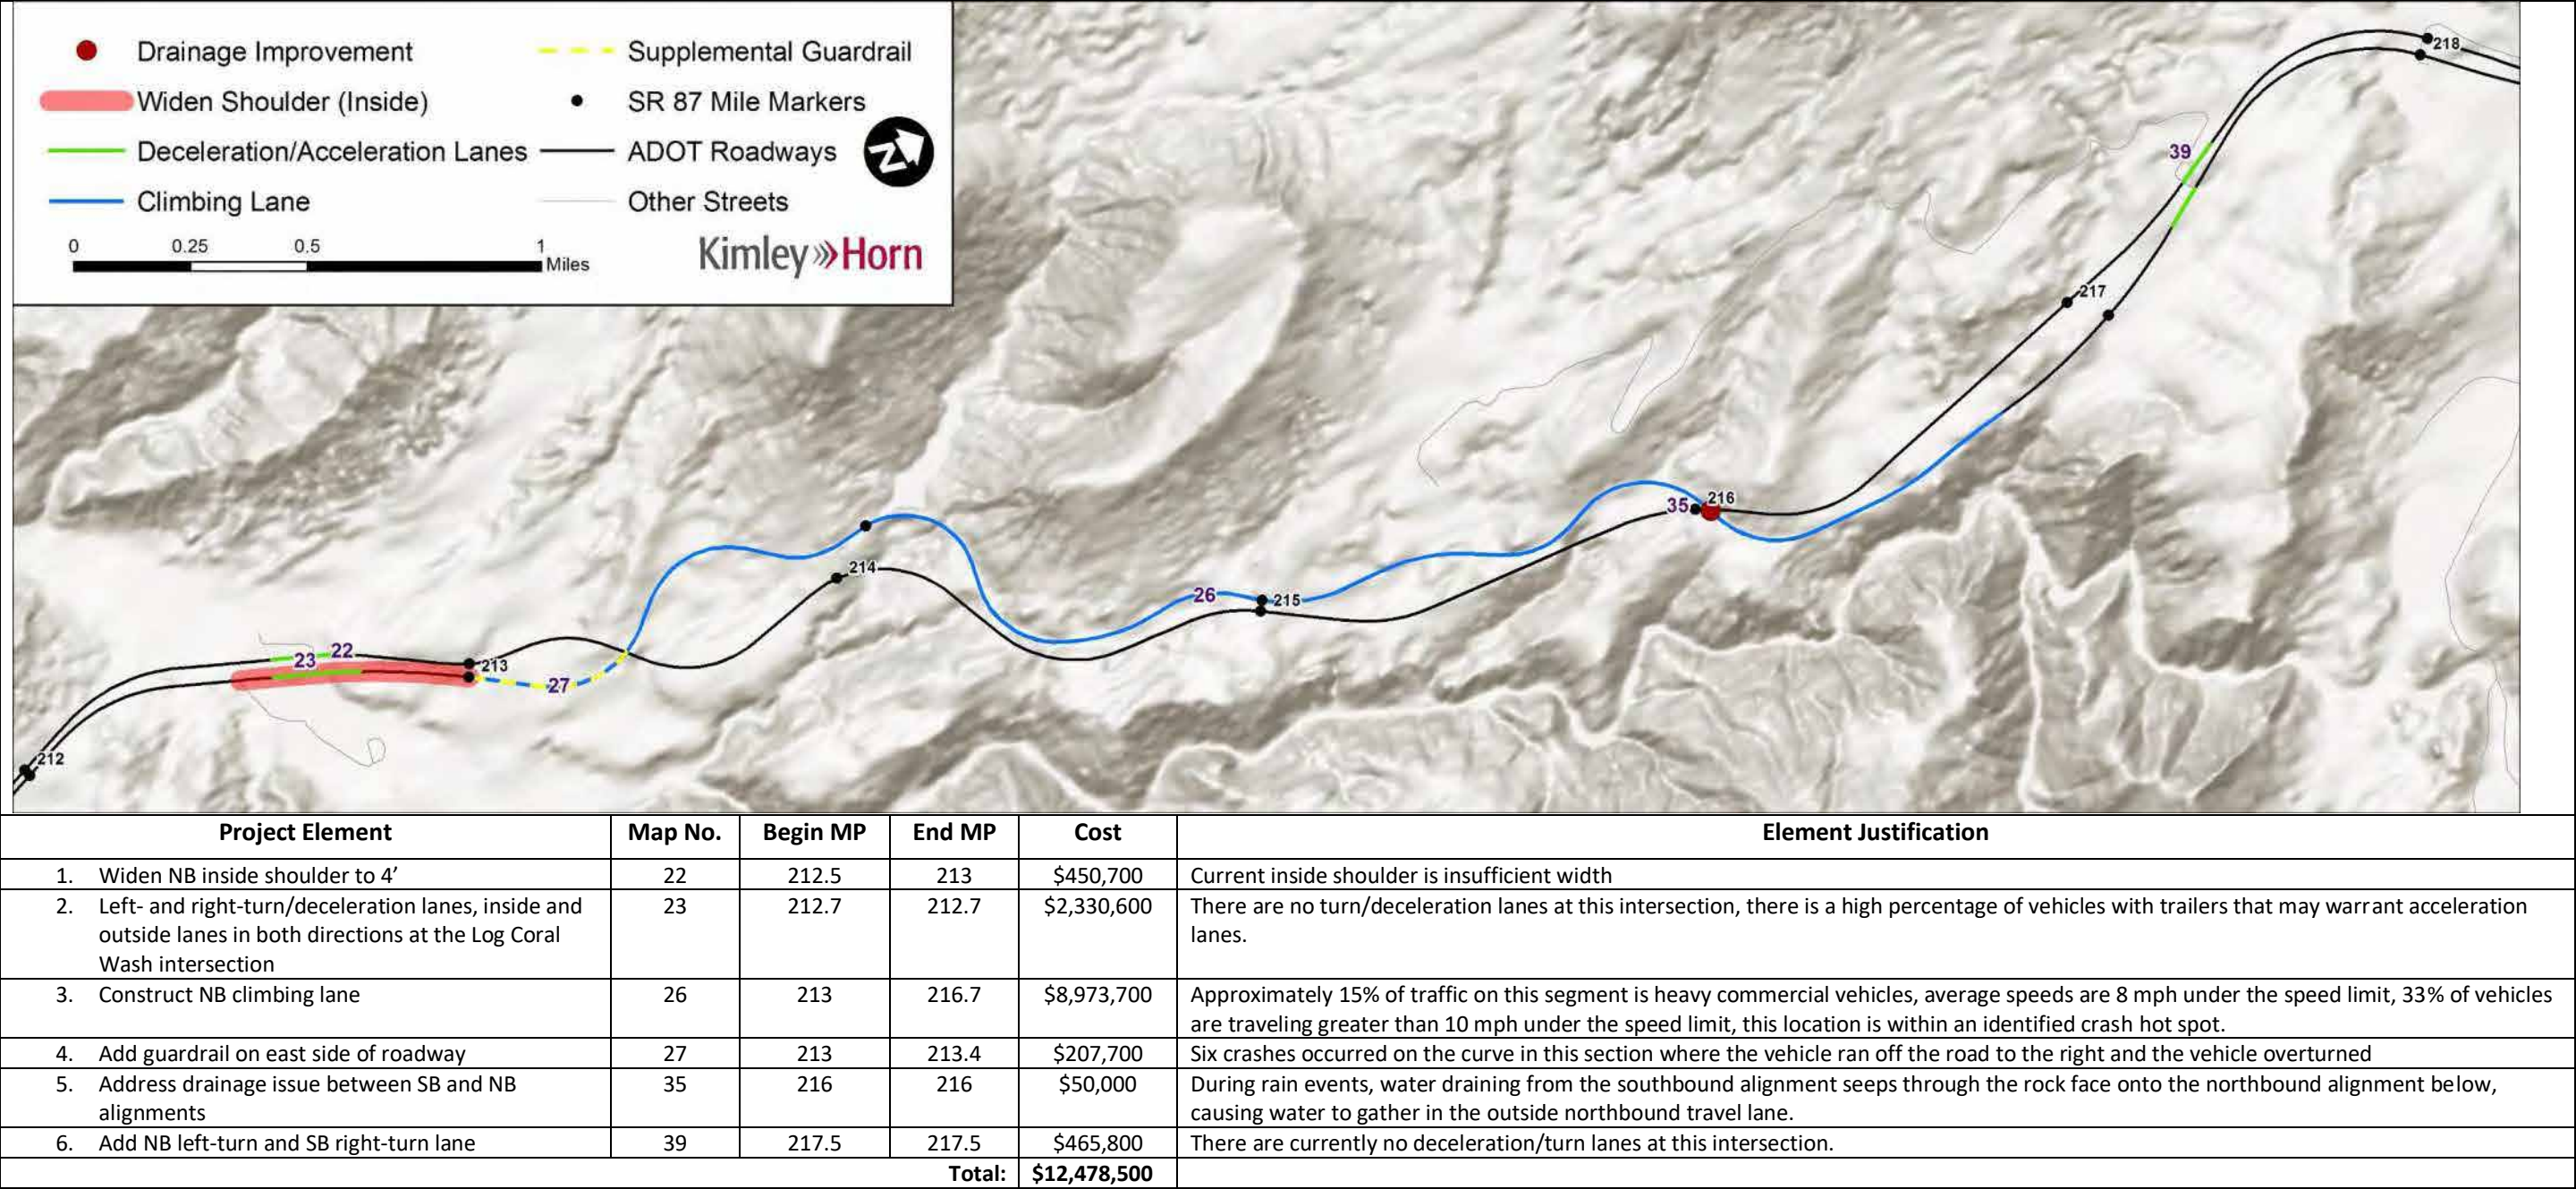 Drainage Improvement
Supplemental Guardrail
Widen Shoulder (Inside)
SR 87 Mile Markers
Deceleration/Acceleration Lanes
ADOT Roadways
Z
Climbing Lane
Other Streets
0 0.25 0.5 1
Miles
Kimley»Horn
218
39
217
216
35
26
215
214
22
23
213
27
212
Project Element Map No. Begin MP End MP Cost Element Justification
1. Widen NB inside shoulder to 4’ 22 212.5 213 $450,700 Current inside shoulder is insufficient width
2. Left- and right-turn/deceleration lanes, inside and 23 212.7 212.7 $2,330,600 There are no turn/deceleration lanes at this intersection, there is a high percentage of vehicles with trailers that may warrant acceleration
outside lanes in both directions at the Log Coral lanes.
Wash intersection
3. Construct NB climbing lane 26 213 216.7 $8,973,700 Approximately 15% of traffic on this segment is heavy commercial vehicles, average speeds are 8 mph under the speed limit, 33% of vehicles
are traveling greater than 10 mph under the speed limit, this location is within an identified crash hot spot.
4. Add guardrail on east side of roadway 27 213 213.4 $207,700 Six crashes occurred on the curve in this section where the vehicle ran off the road to the right and the vehicle overturned
5. Address drainage issue between SB and NB 35 216 216 $50,000 During rain events, water draining from the southbound alignment seeps through the rock face onto the northbound alignment below,
alignments causing water to gather in the outside northbound travel lane.
6. Add NB left-turn and SB right-turn lane 39 217.5 217.5 $465,800 There are currently no deceleration/turn lanes at this intersection.
Total: $12,478,500